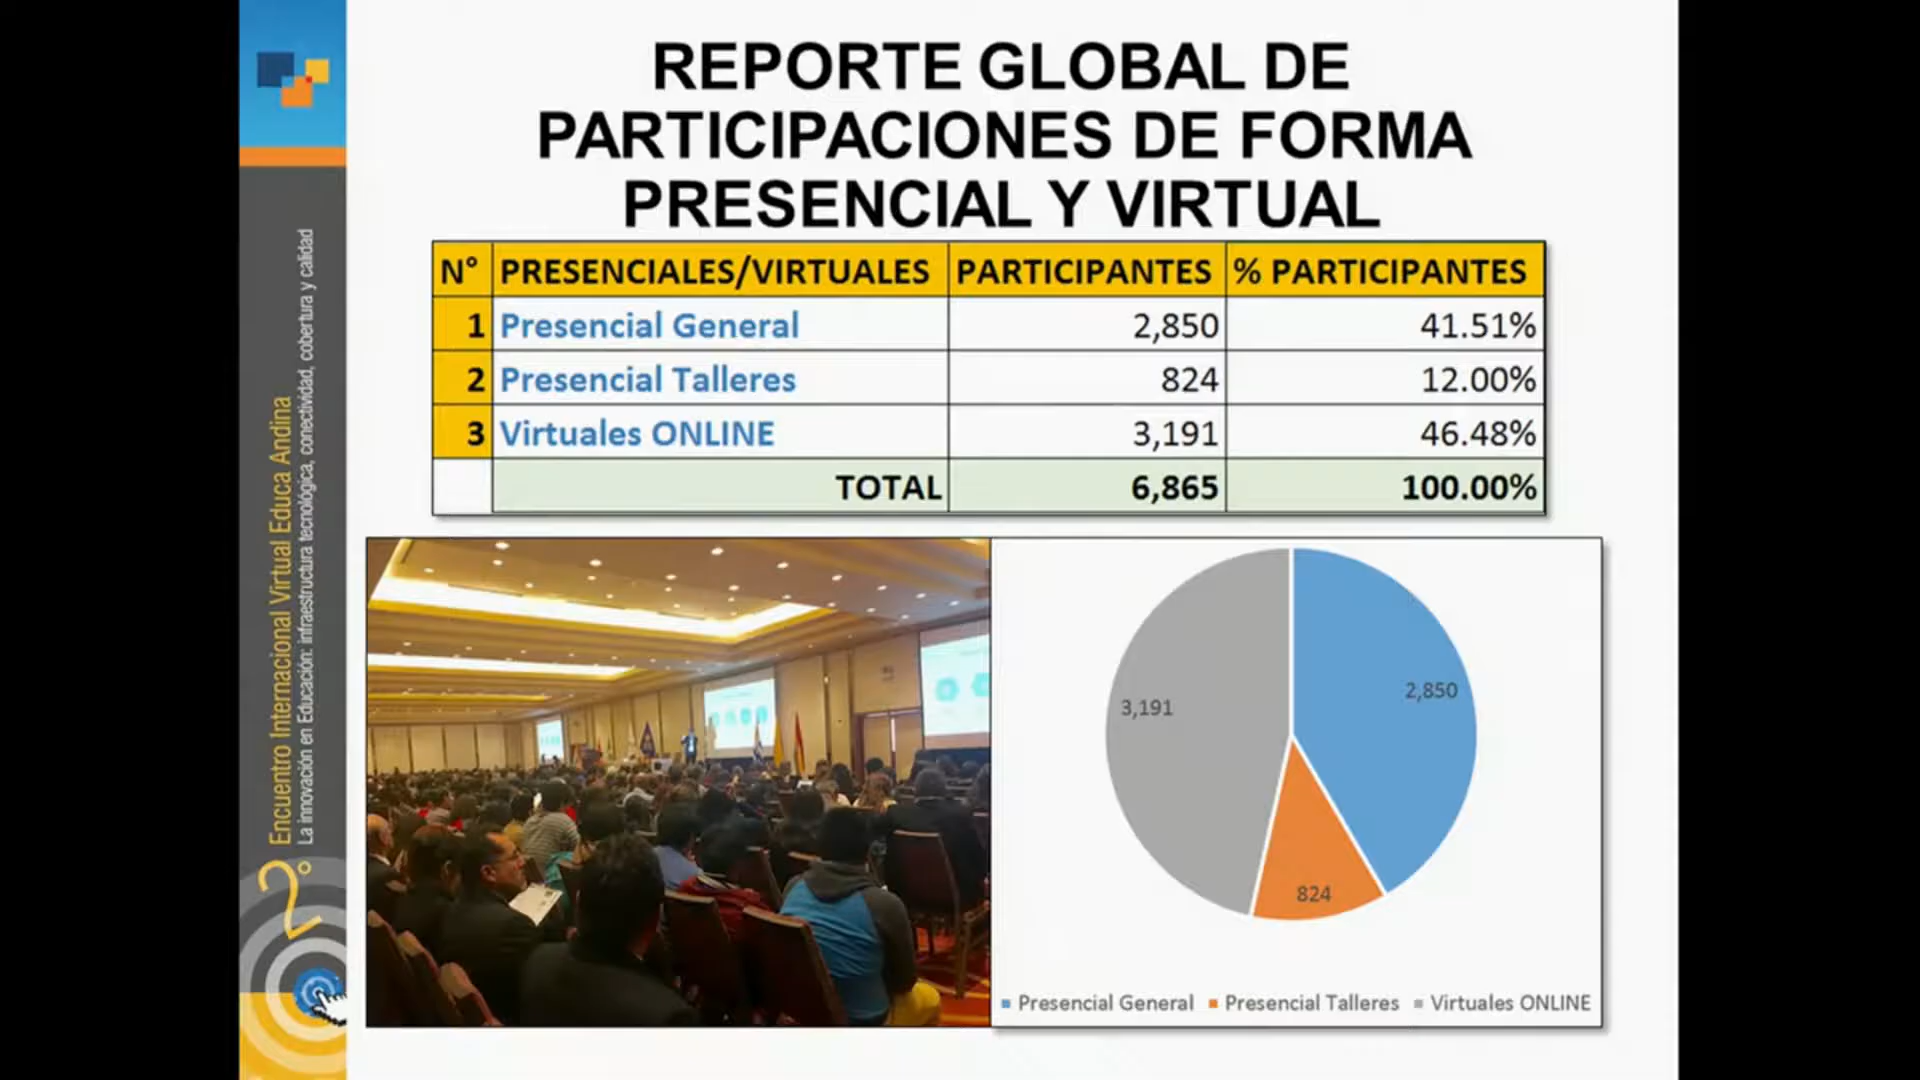 REPORTE GLOBAL DE
PARTICIPACIONES DE FORMA
PRESENCIAL Y VIRTUAL
N° PRESENCIALES/VIRTUALES PARTICIPANTES % PARTICIPANTES
1 Presencial General 2,850 41.51%
2 Presencial Talleres 824 12.00%
3 Virtuales ONLINE 3,191 46.48%
TOTAL 6,865 100.00%
2,850
3,191
824
Presencial General Presencial Talleres Virtuales ONLINE
2° Encuentro Internacional Virtual Educa Andina
La innovación en Educación: infraestructura tecnológica, conectividad, cobertura y calidad